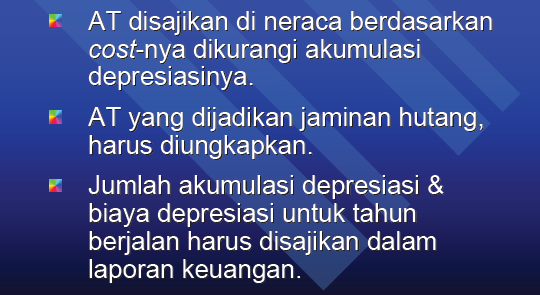 AT disajikan di neraca berdasarkan
cost-nya dikurangi akumulasi
depresiasinya.
AT yang dijadikan jaminan hutang,
harus diungkapkan.
Jumlah akumulasi depresiasi &
biaya depresiasi untuk tahun
berjalan harus disajikan dalam
laporan keuangan.